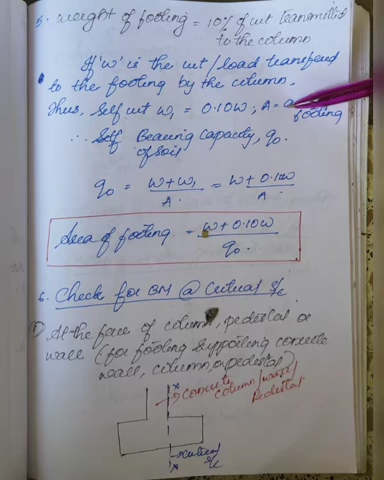 5. weight of footing = 10% of wt transmitted
to the column
If 'w' is the wt/load transferred
to the footing by the column.
Thus, Self wt w₁ = 0.10w ; A =
footing
∴ Self Bearing capacity, q₀.
of soil
q₀ = w+w₁ / A = w+0.10w / A
Area of footing = w+0.10w / q₀.
6. Check for BM @ critical s/c
① At the face of column, pedestal or
wall (for footing supporting concrete
wall, column, or pedestal)
x
→ concrete
column/wall/
Pedestal
→ critical
s/c
x